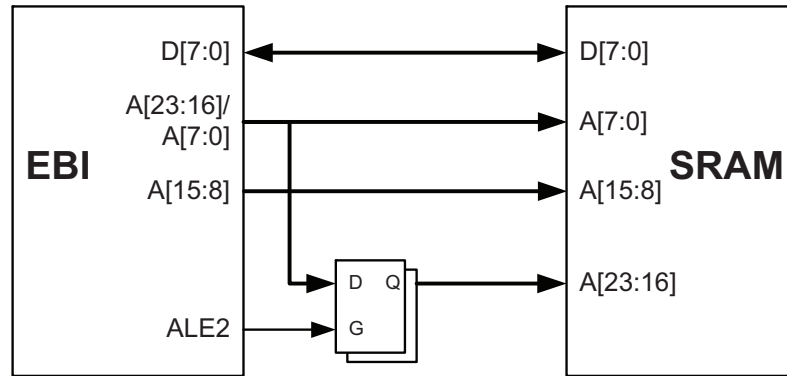 D[7:0]
A[23:16]/
A[7:0]
EBI
A[15:8]
ALE2
D Q
G
D[7:0]
A[7:0]
SRAM
A[15:8]
A[23:16]